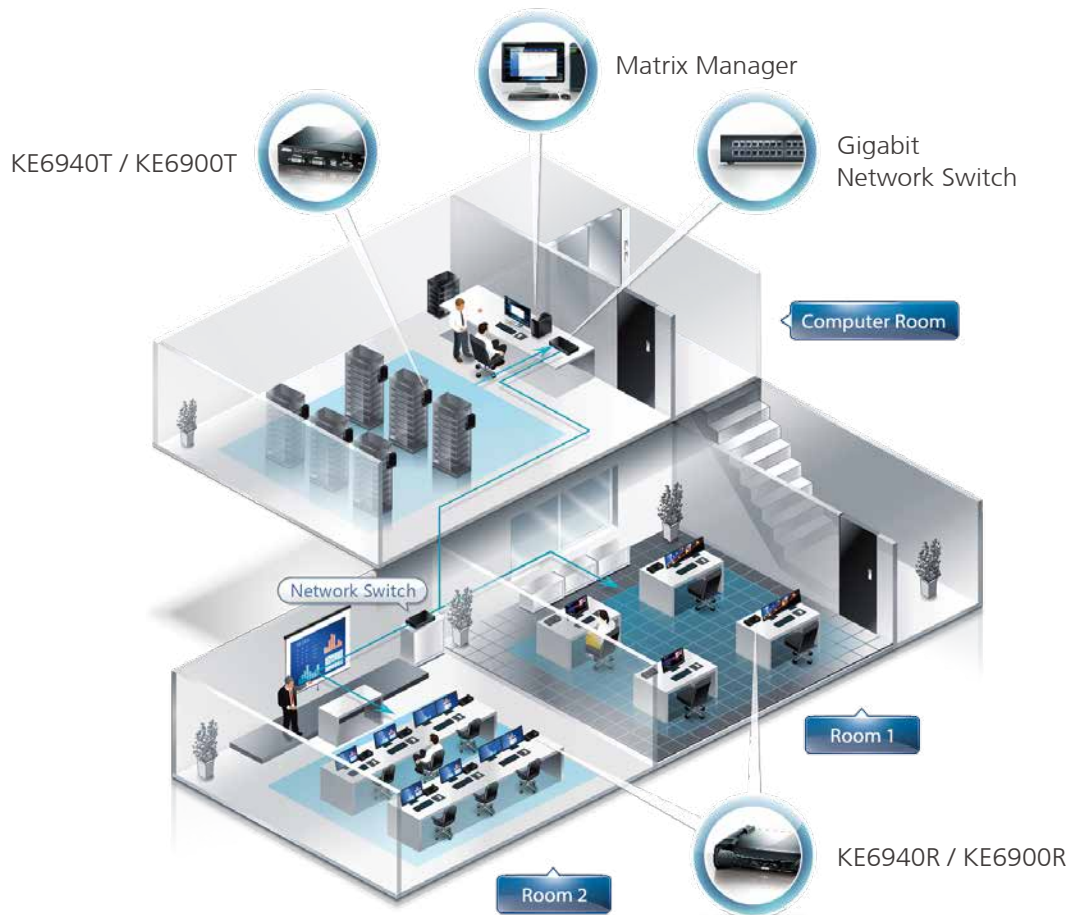 Matrix Manager
KE6940T / KE6900T
Gigabit
Network Switch
Computer Room
Network Switch
Room 1
KE6940R / KE6900R
Room 2